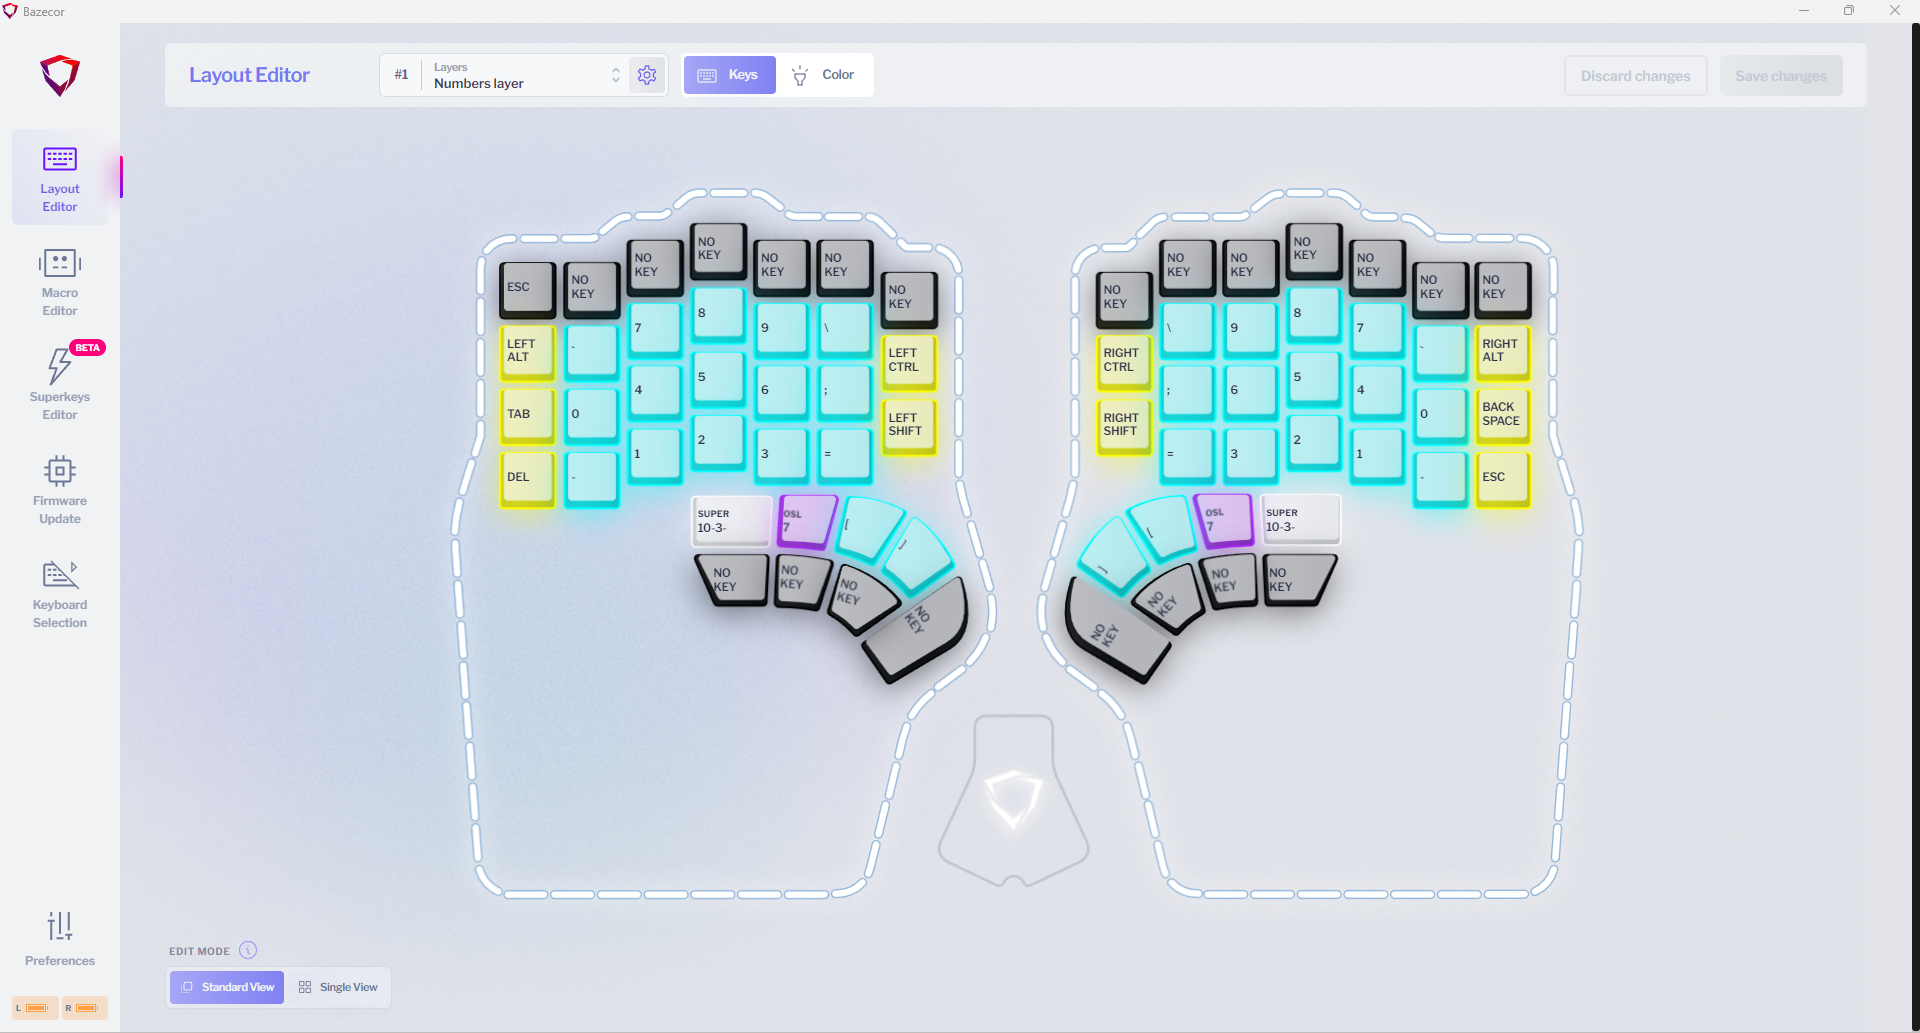 Bazecor
Layout Editor
#1
Layers
Numbers layer
Keys
Color
Discard changes
Save changes
Layout
Editor
Macro
Editor
BETA
Superkeys
Editor
Firmware
Update
Keyboard
Selection
Preferences
L
R
ESC
NO
KEY
NO
KEY
NO
KEY
NO
KEY
NO
KEY
NO
KEY
LEFT
ALT
`
7
8
9
\
LEFT
CTRL
TAB
0
4
5
6
;
LEFT
SHIFT
DEL
-
1
2
3
=
SUPER
10-3-
OSL
7
[
]
NO
KEY
NO
KEY
NO
KEY
NO
KEY
NO
KEY
NO
KEY
NO
KEY
NO
KEY
NO
KEY
NO
KEY
NO
KEY
RIGHT
CTRL
\
9
8
7
`
RIGHT
ALT
RIGHT
SHIFT
;
6
5
4
0
BACK
SPACE
=
3
2
1
-
ESC
]
[
OSL
7
SUPER
10-3-
NO
KEY
NO
KEY
NO
KEY
NO
KEY
EDIT MODE
i
Standard View
Single View